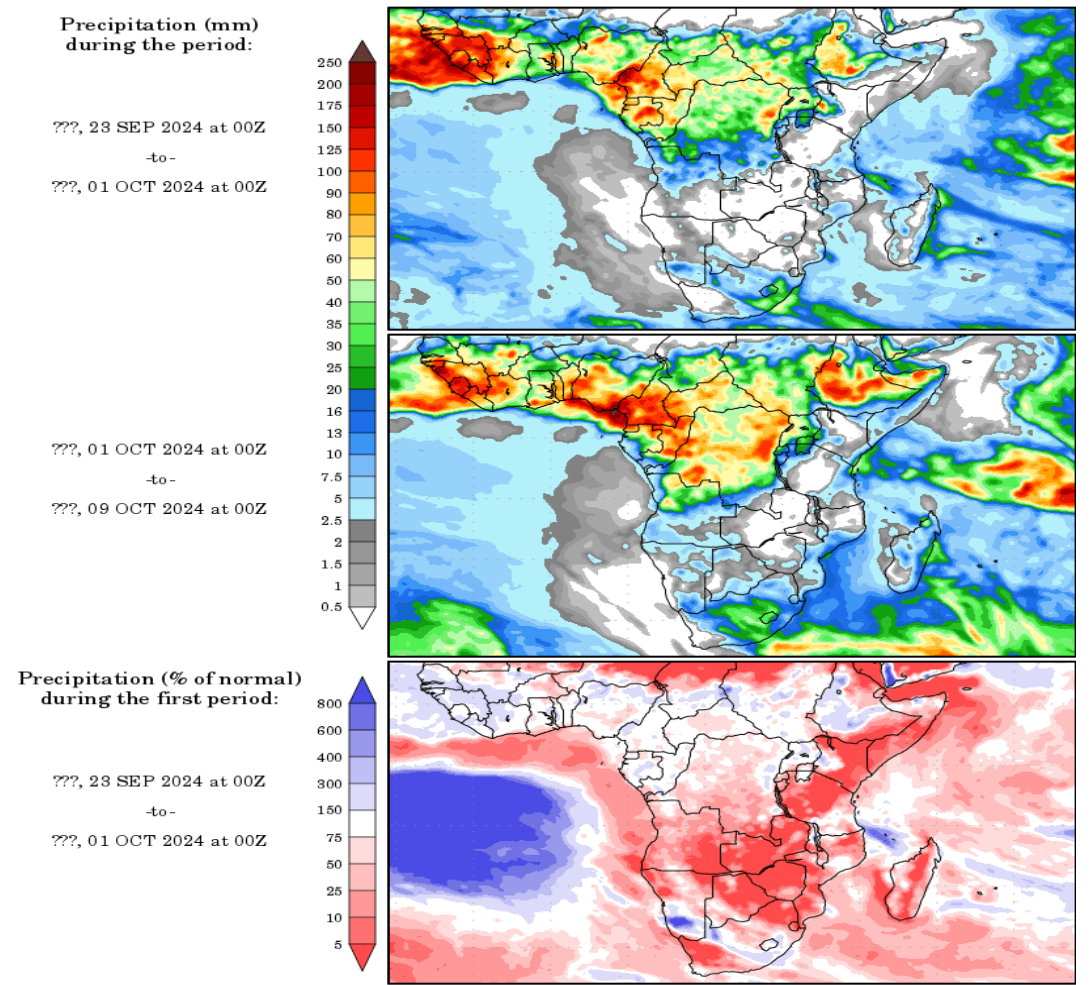 Precipitation (mm)
during the period:
???, 23 SEP 2024 at 00Z
-to-
???, 01 OCT 2024 at 00Z
???, 01 OCT 2024 at 00Z
-to-
???, 09 OCT 2024 at 00Z
250
200
175
150
125
100
90
80
70
60
50
40
35
30
25
20
16
13
10
7.5
5
2.5
2
1.5
1
0.5
Precipitation (% of normal)
during the first period:
???, 23 SEP 2024 at 00Z
-to-
???, 01 OCT 2024 at 00Z
800
600
400
300
150
75
50
25
10
5